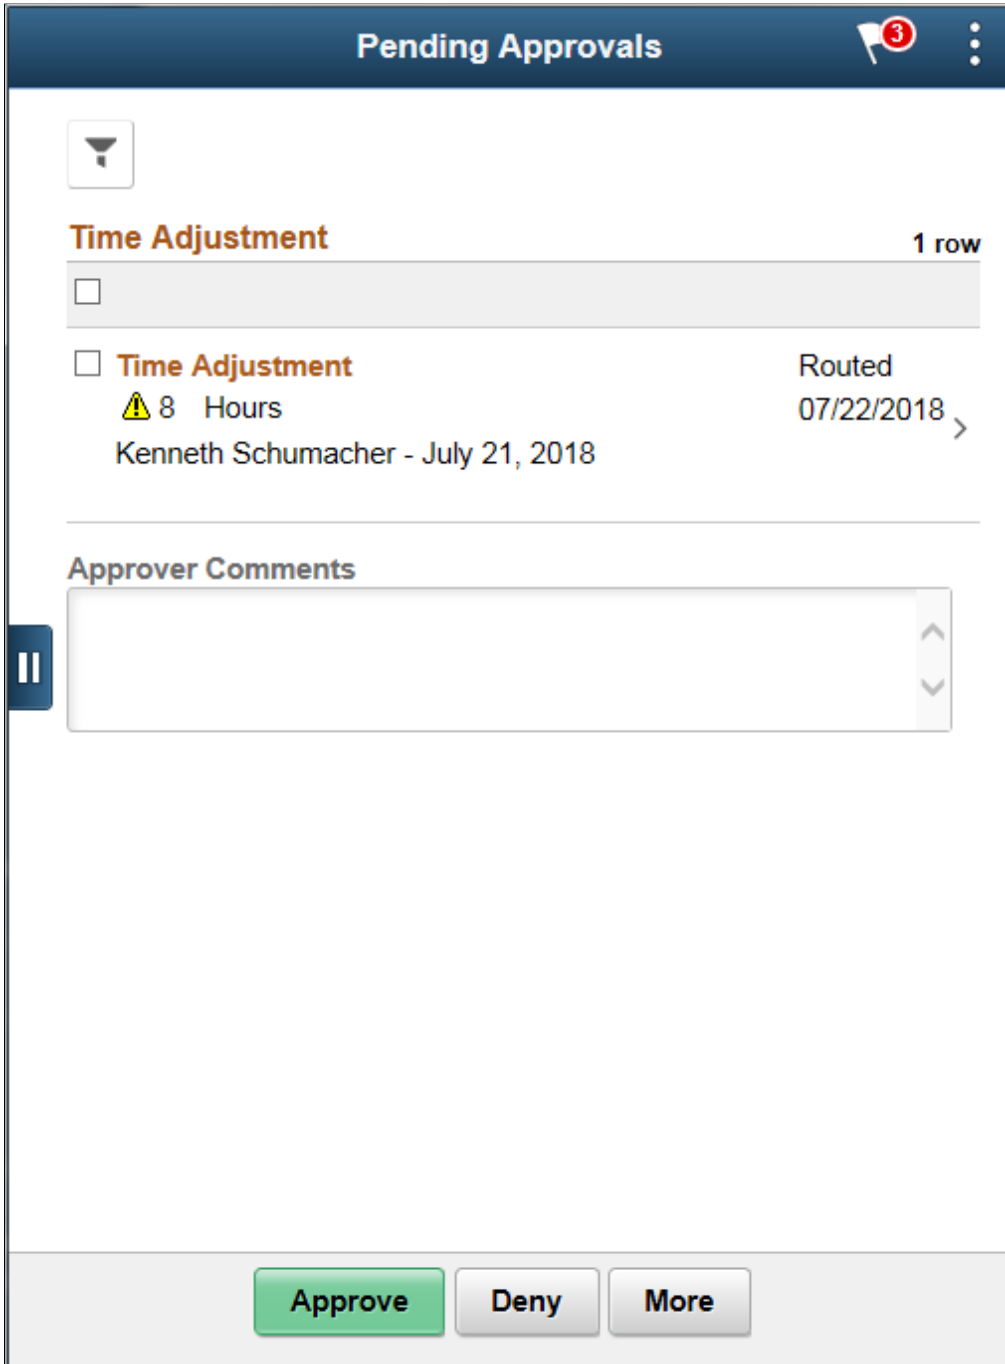 Pending Approvals 3
Time Adjustment 1 row
Time Adjustment Routed
8 Hours 07/22/2018
Kenneth Schumacher - July 21, 2018
Approver Comments
Approve Deny More